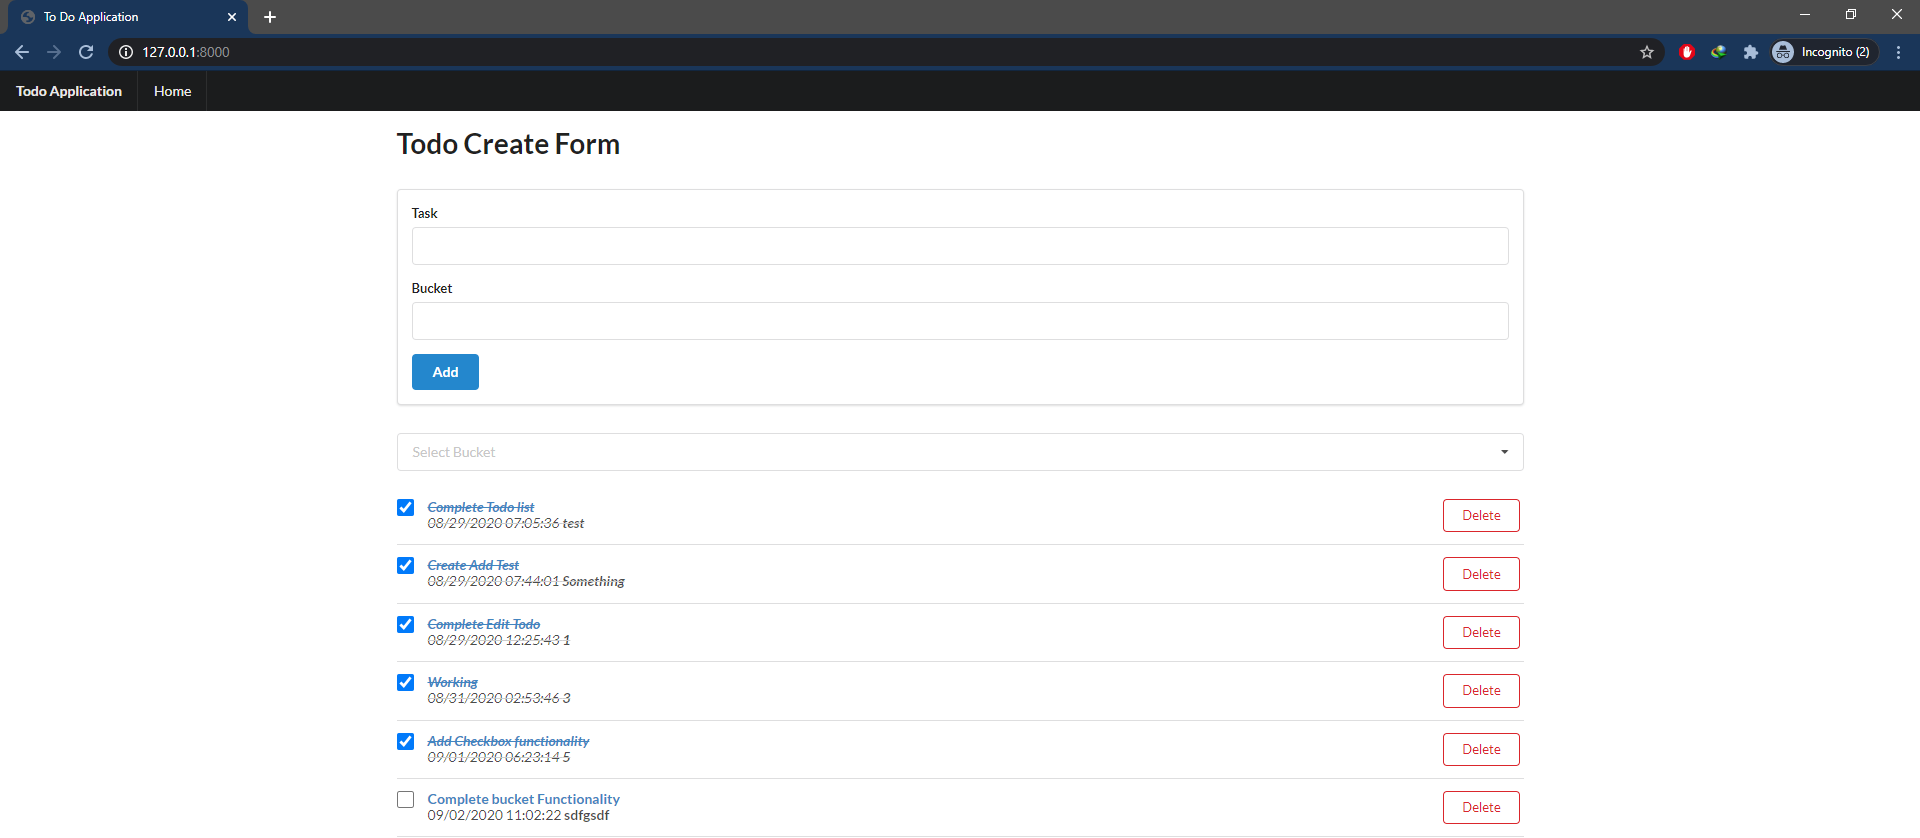 To Do Application
127.0.0.1:8000
Incognito (2)
Todo Application Home
Todo Create Form
Task
Bucket
Add
Select Bucket
Complete Todo list
08/29/2020 07:05:36 test
Delete
Create Add Test
08/29/2020 07:44:01 Something
Delete
Complete Edit Todo
08/29/2020 12:25:43 1
Delete
Working
08/31/2020 02:53:46 3
Delete
Add Checkbox functionality
09/01/2020 06:23:14 5
Delete
Complete bucket Functionality
09/02/2020 11:02:22 sdfgsdf
Delete